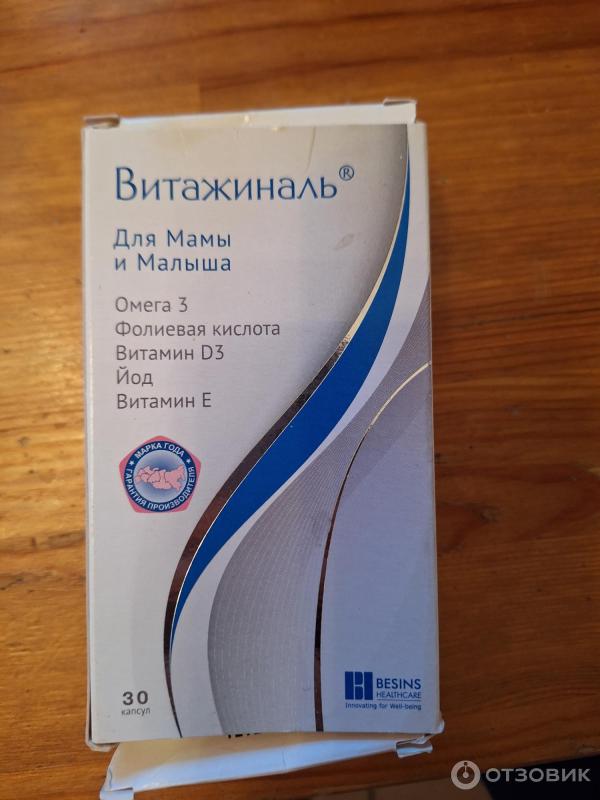 Витажиналь®
Для Мамы
и Малыша
Омега 3
Фолиевая кислота
Витамин D3
Йод
Витамин Е
МАРКА ГОДА
ГАРАНТИЯ ПРОИЗВОДИТЕЛЯ
30
капсул
BESINS
HEALTHCARE
Innovating for Well-being
ОТЗОВИК